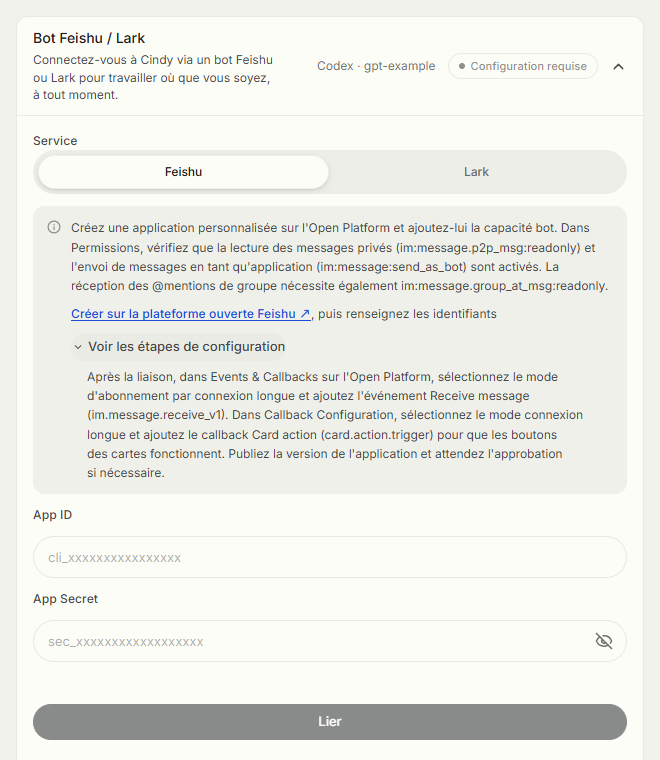 Bot Feishu / Lark
Connectez-vous à Cindy via un bot Feishu
ou Lark pour travailler où que vous soyez,
à tout moment.
Codex · gpt-example
Configuration requise
Service
Feishu
Lark
Créez une application personnalisée sur l'Open Platform et ajoutez-lui la capacité bot. Dans
Permissions, vérifiez que la lecture des messages privés (im:message.p2p_msg:readonly) et
l'envoi de messages en tant qu'application (im:message:send_as_bot) sont activés. La
réception des @mentions de groupe nécessite également im:message.group_at_msg:readonly.
Créer sur la plateforme ouverte Feishu ↗, puis renseignez les identifiants
Voir les étapes de configuration
Après la liaison, dans Events & Callbacks sur l'Open Platform, sélectionnez le mode
d'abonnement par connexion longue et ajoutez l'événement Receive message
(im.message.receive_v1). Dans Callback Configuration, sélectionnez le mode connexion
longue et ajoutez le callback Card action (card.action.trigger) pour que les boutons
des cartes fonctionnent. Publiez la version de l'application et attendez l'approbation
si nécessaire.
App ID
cli_xxxxxxxxxxxxxxxx
App Secret
sec_xxxxxxxxxxxxxxxxxx
Lier